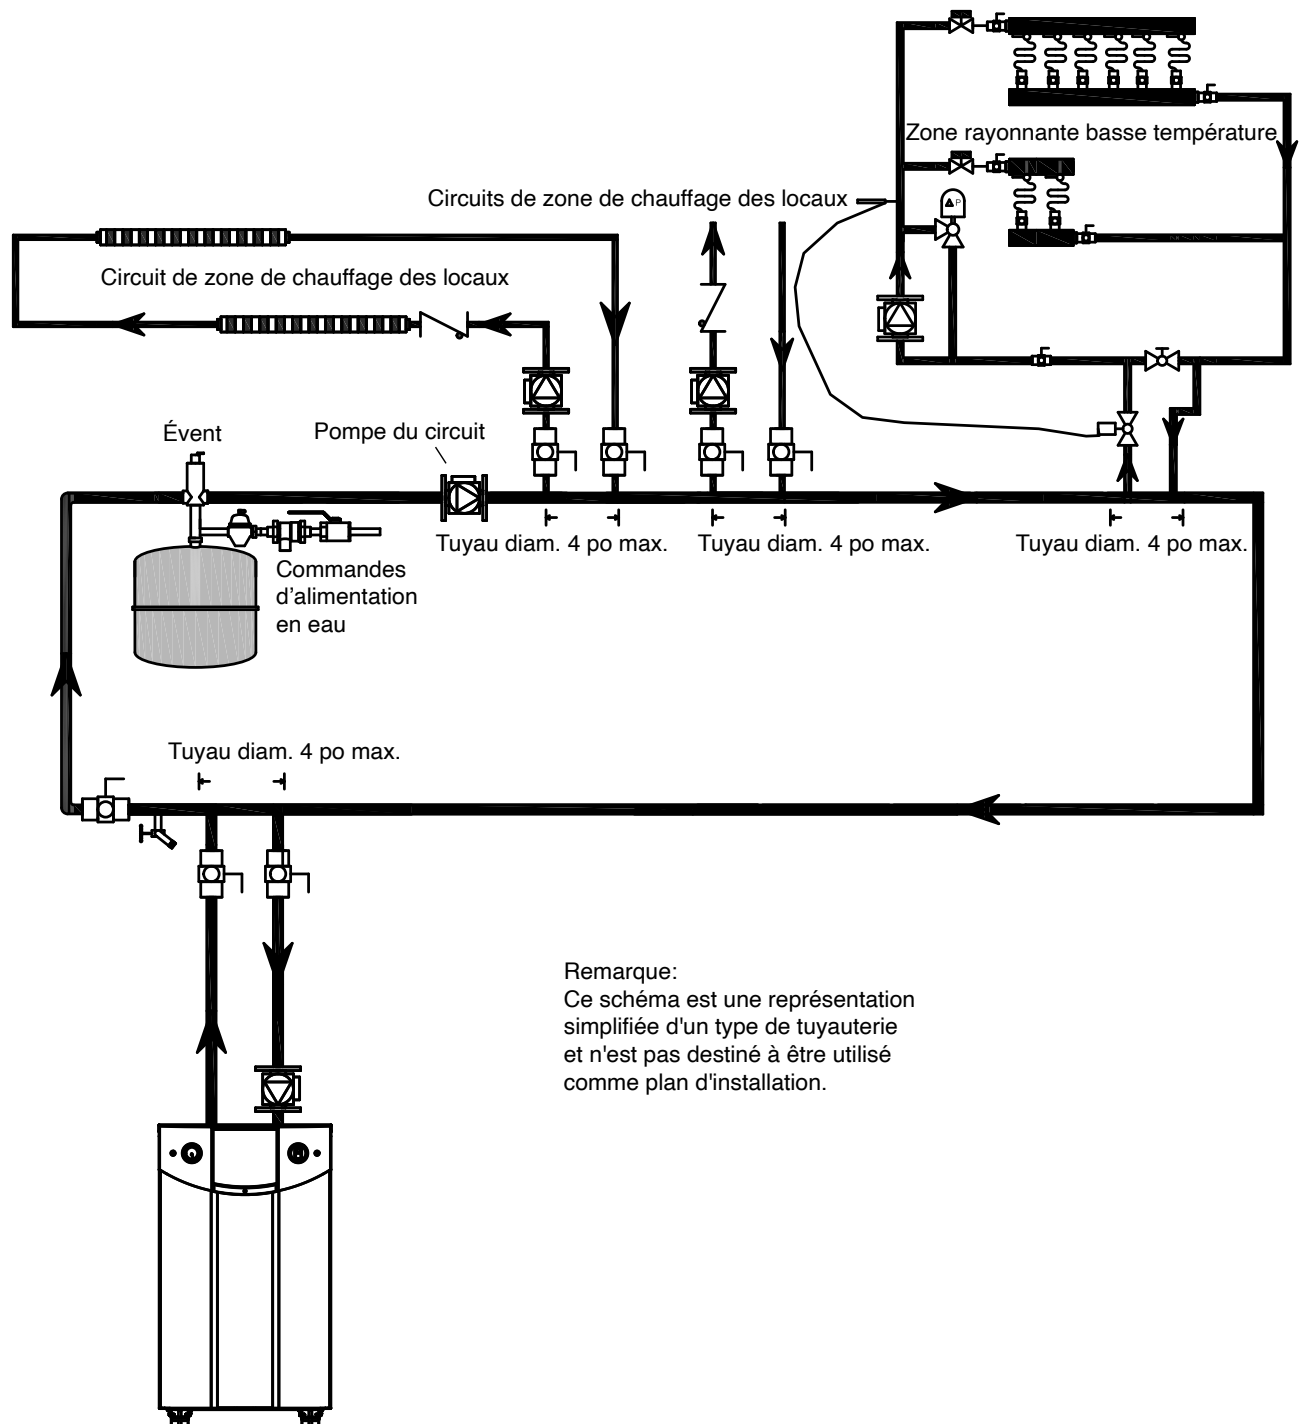 Zone rayonnante basse température
Circuits de zone de chauffage des locaux
P
Circuit de zone de chauffage des locaux
Évent
Pompe du circuit
Tuyau diam. 4 po max.
Tuyau diam. 4 po max.
Tuyau diam. 4 po max.
Commandes
d’alimentation
en eau
Tuyau diam. 4 po max.
Remarque:
Ce schéma est une représentation
simplifiée d'un type de tuyauterie
et n'est pas destiné à être utilisé
comme plan d'installation.